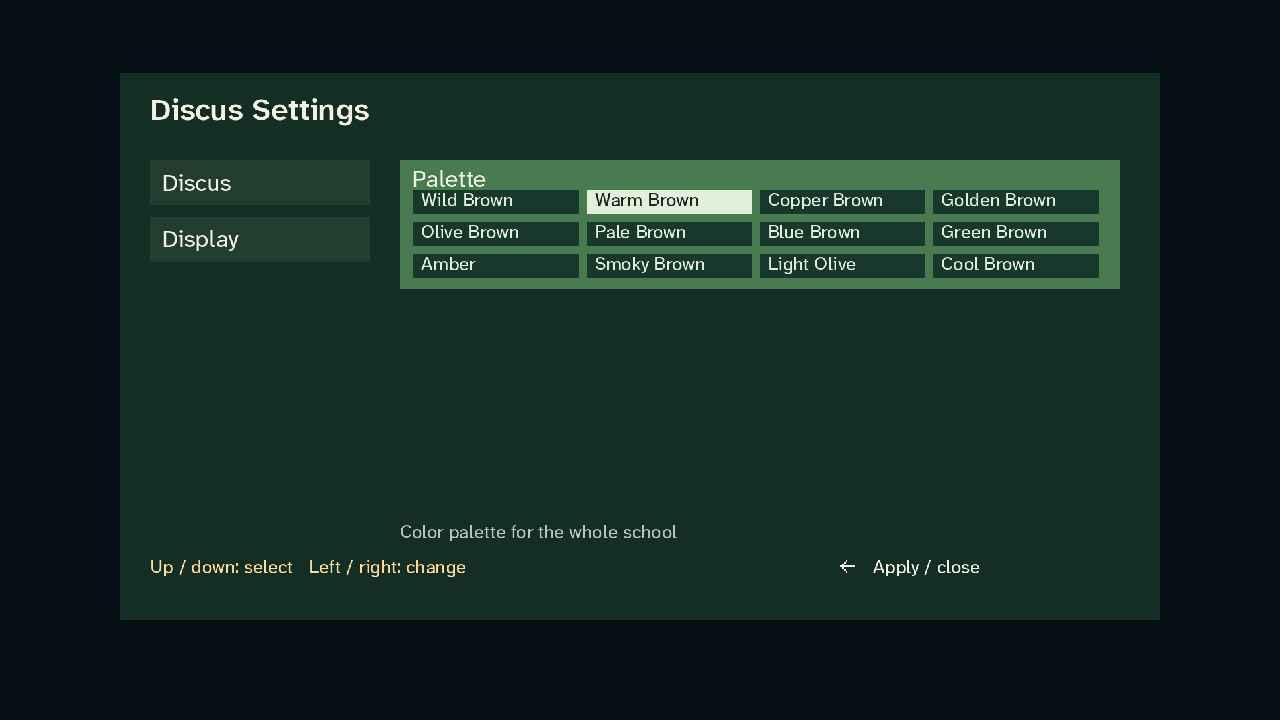 Discus Settings
Discus
Display
Palette
Wild Brown Warm Brown Copper Brown Golden Brown
Olive Brown Pale Brown Blue Brown Green Brown
Amber Smoky Brown Light Olive Cool Brown
Color palette for the whole school
Up / down: select Left / right: change
← Apply / close